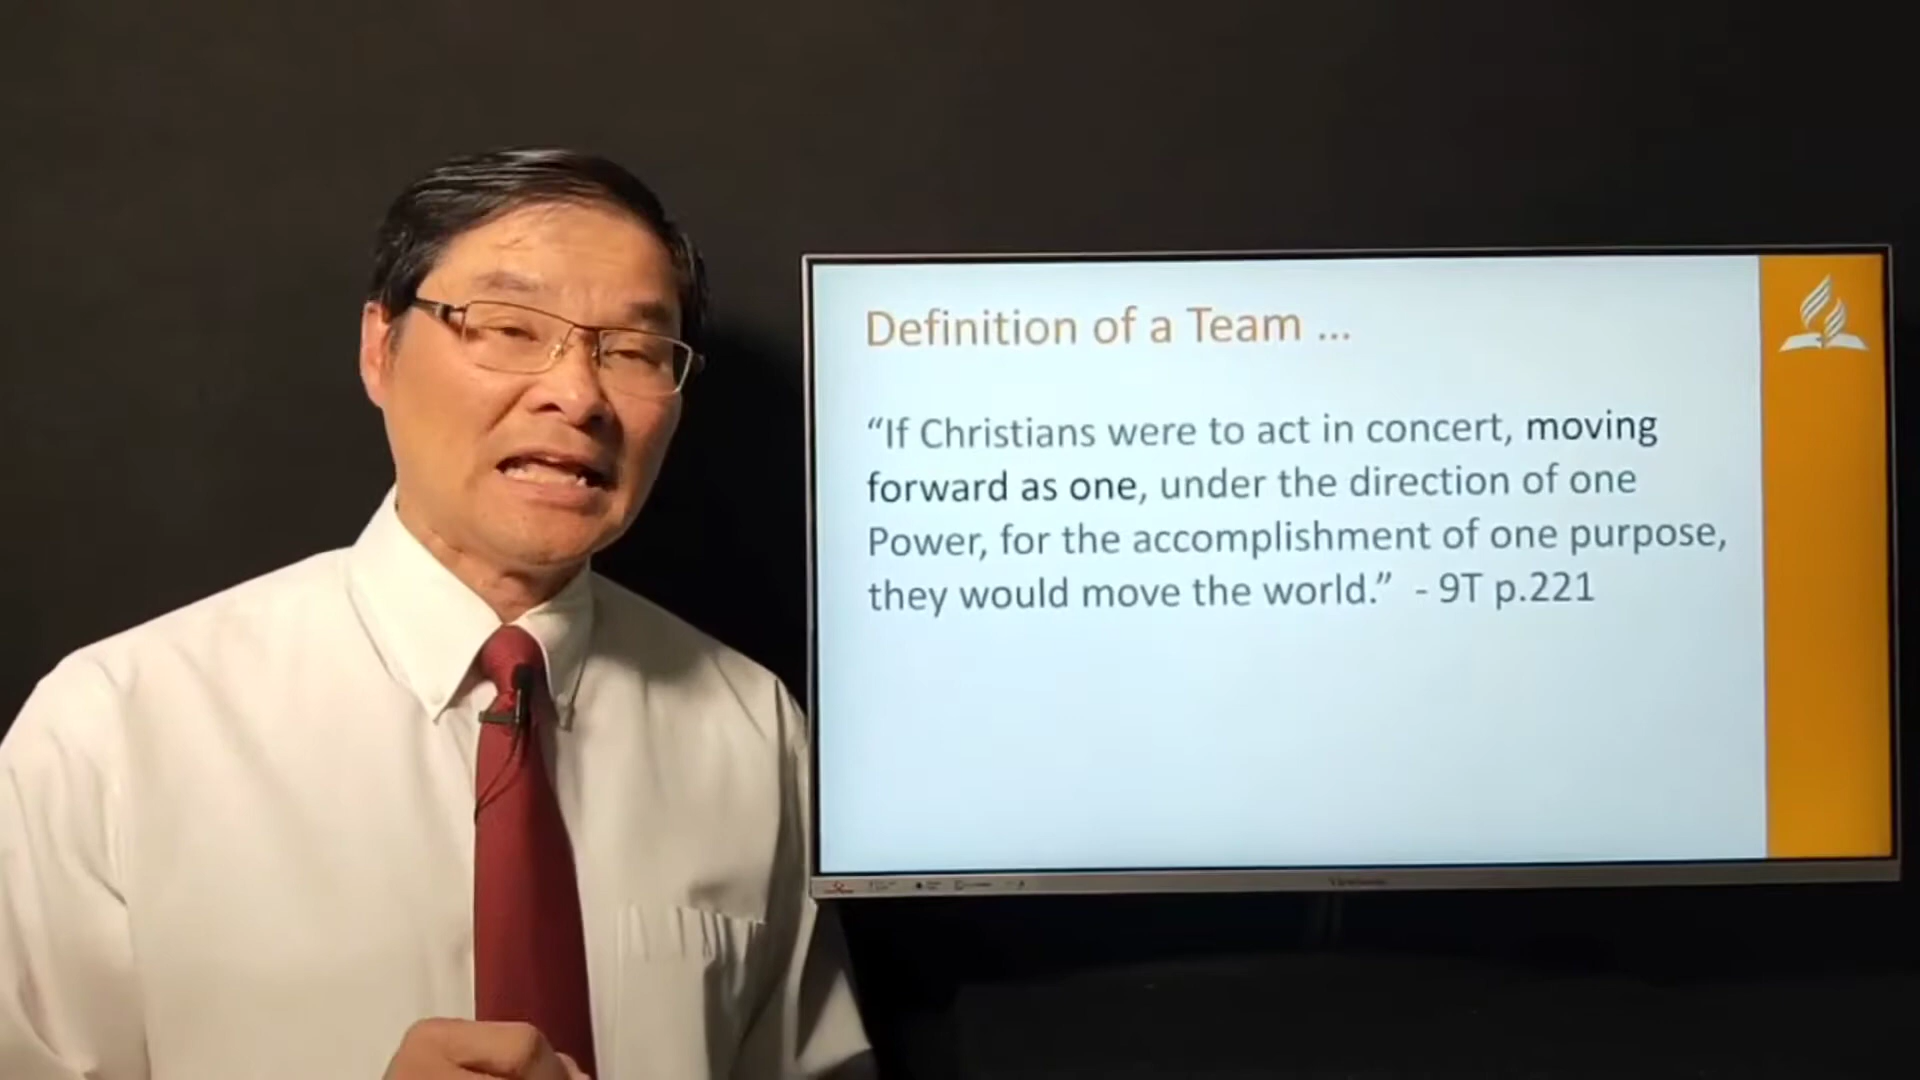 Definition of a Team ...
“If Christians were to act in concert, moving
forward as one, under the direction of one
Power, for the accomplishment of one purpose,
they would move the world.”  - 9T p.221